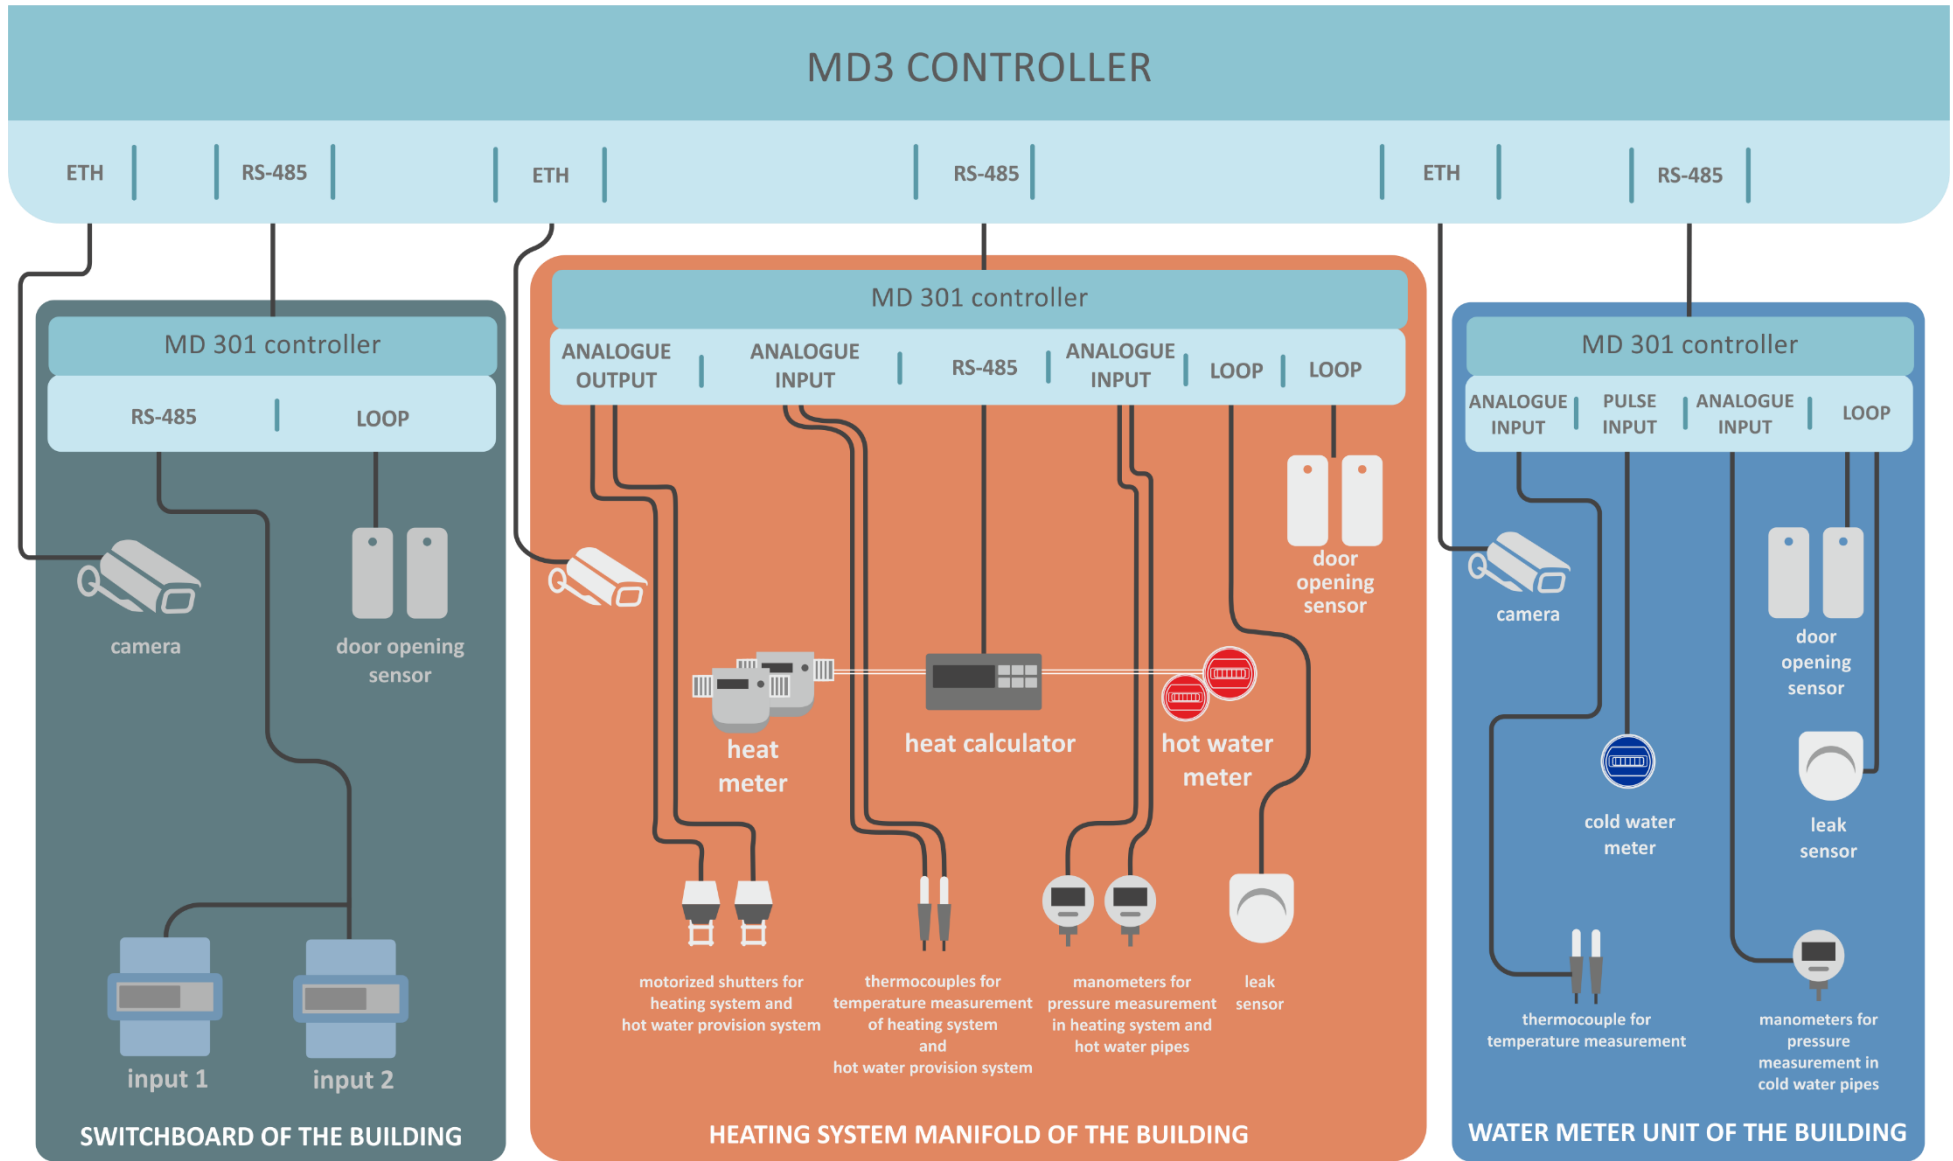 MD3 CONTROLLER
ETH
RS-485
ETH
RS-485
ETH
RS-485
MD 301 controller
RS-485
LOOP
camera
door opening
sensor
input 1
input 2
SWITCHBOARD OF THE BUILDING
MD 301 controller
ANALOGUE
OUTPUT
ANALOGUE
INPUT
RS-485
ANALOGUE
INPUT
LOOP
LOOP
door
opening
sensor
heat
meter
heat calculator
hot water
meter
motorized shutters for
heating system and
hot water provision system
thermocouples for
temperature measurement
of heating system
and
hot water provision system
manometers for
pressure measurement
in heating system and
hot water pipes
leak
sensor
HEATING SYSTEM MANIFOLD OF THE BUILDING
MD 301 controller
ANALOGUE
INPUT
PULSE
INPUT
ANALOGUE
INPUT
LOOP
camera
door
opening
sensor
cold water
meter
leak
sensor
thermocouple for
temperature measurement
manometers for
pressure
measurement in
cold water pipes
WATER METER UNIT OF THE BUILDING